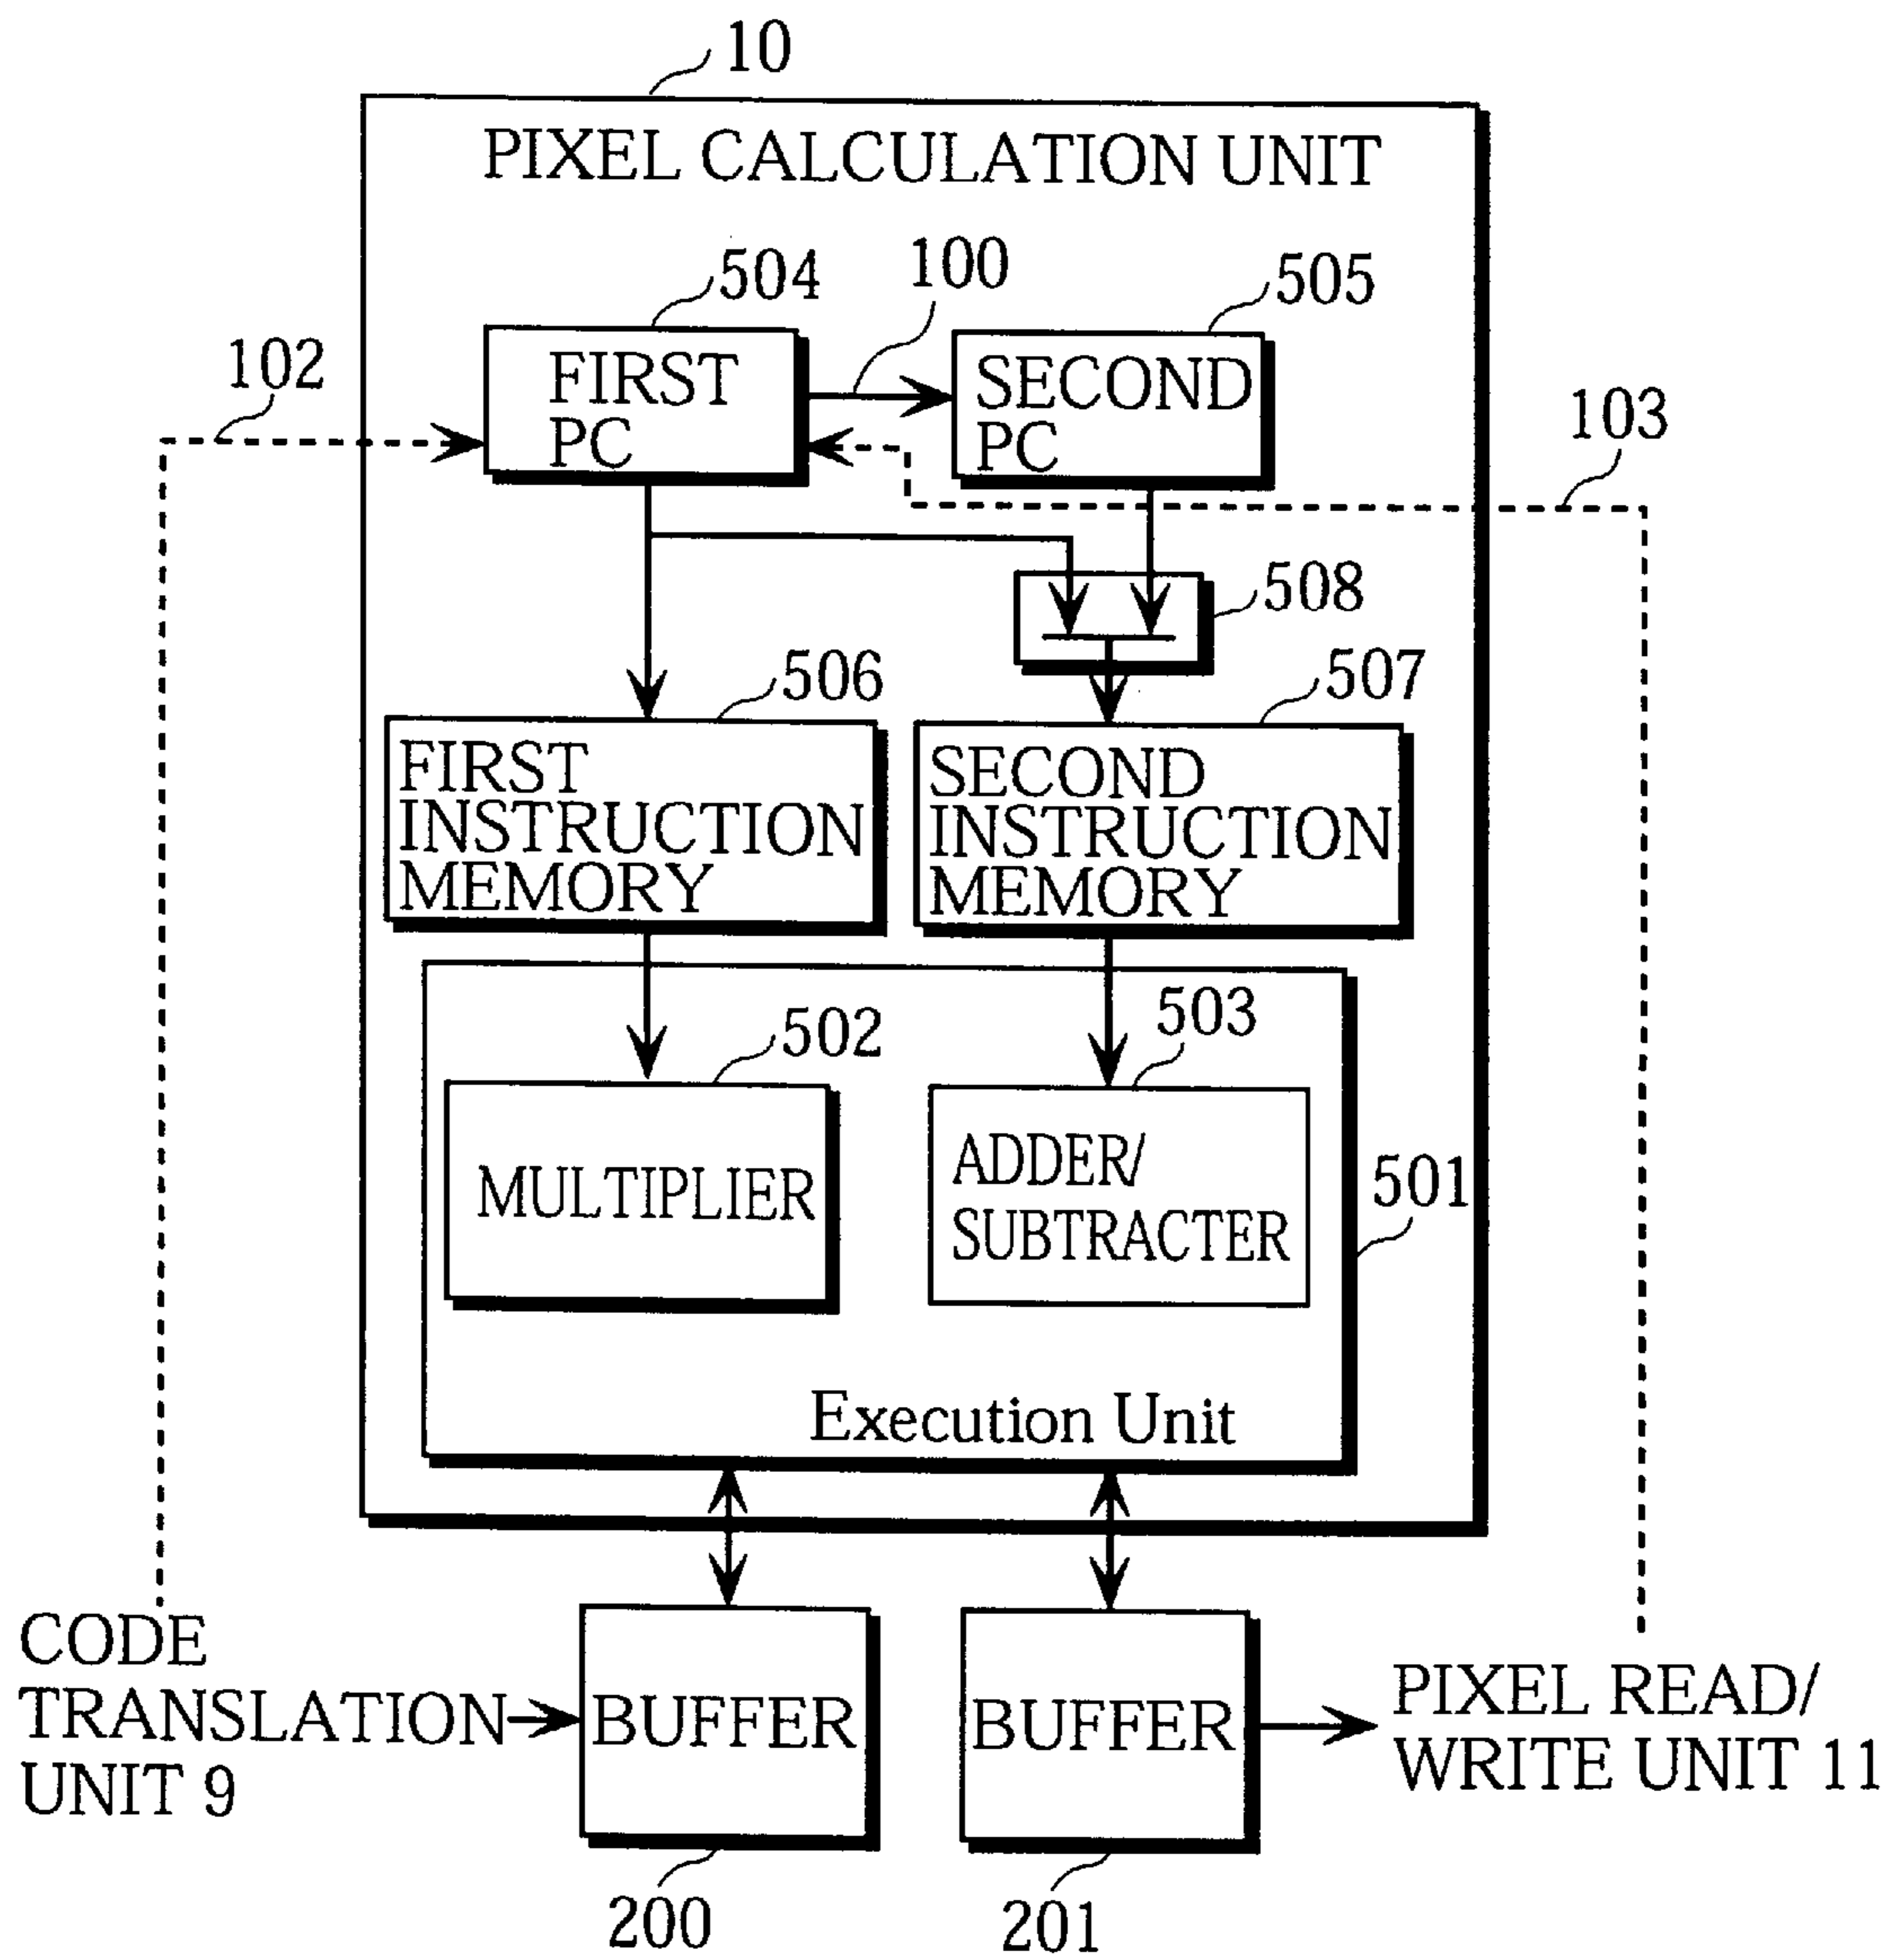 10
PIXEL CALCULATION UNIT
504
100
505
102
FIRST
PC
SECOND
PC
103
508
506
507
FIRST
INSTRUCTION
MEMORY
SECOND
INSTRUCTION
MEMORY
502
503
MULTIPLIER
ADDER/
SUBTRACTER
501
Execution Unit
CODE
TRANSLATION
UNIT 9
BUFFER
BUFFER
PIXEL READ/
WRITE UNIT 11
200
201